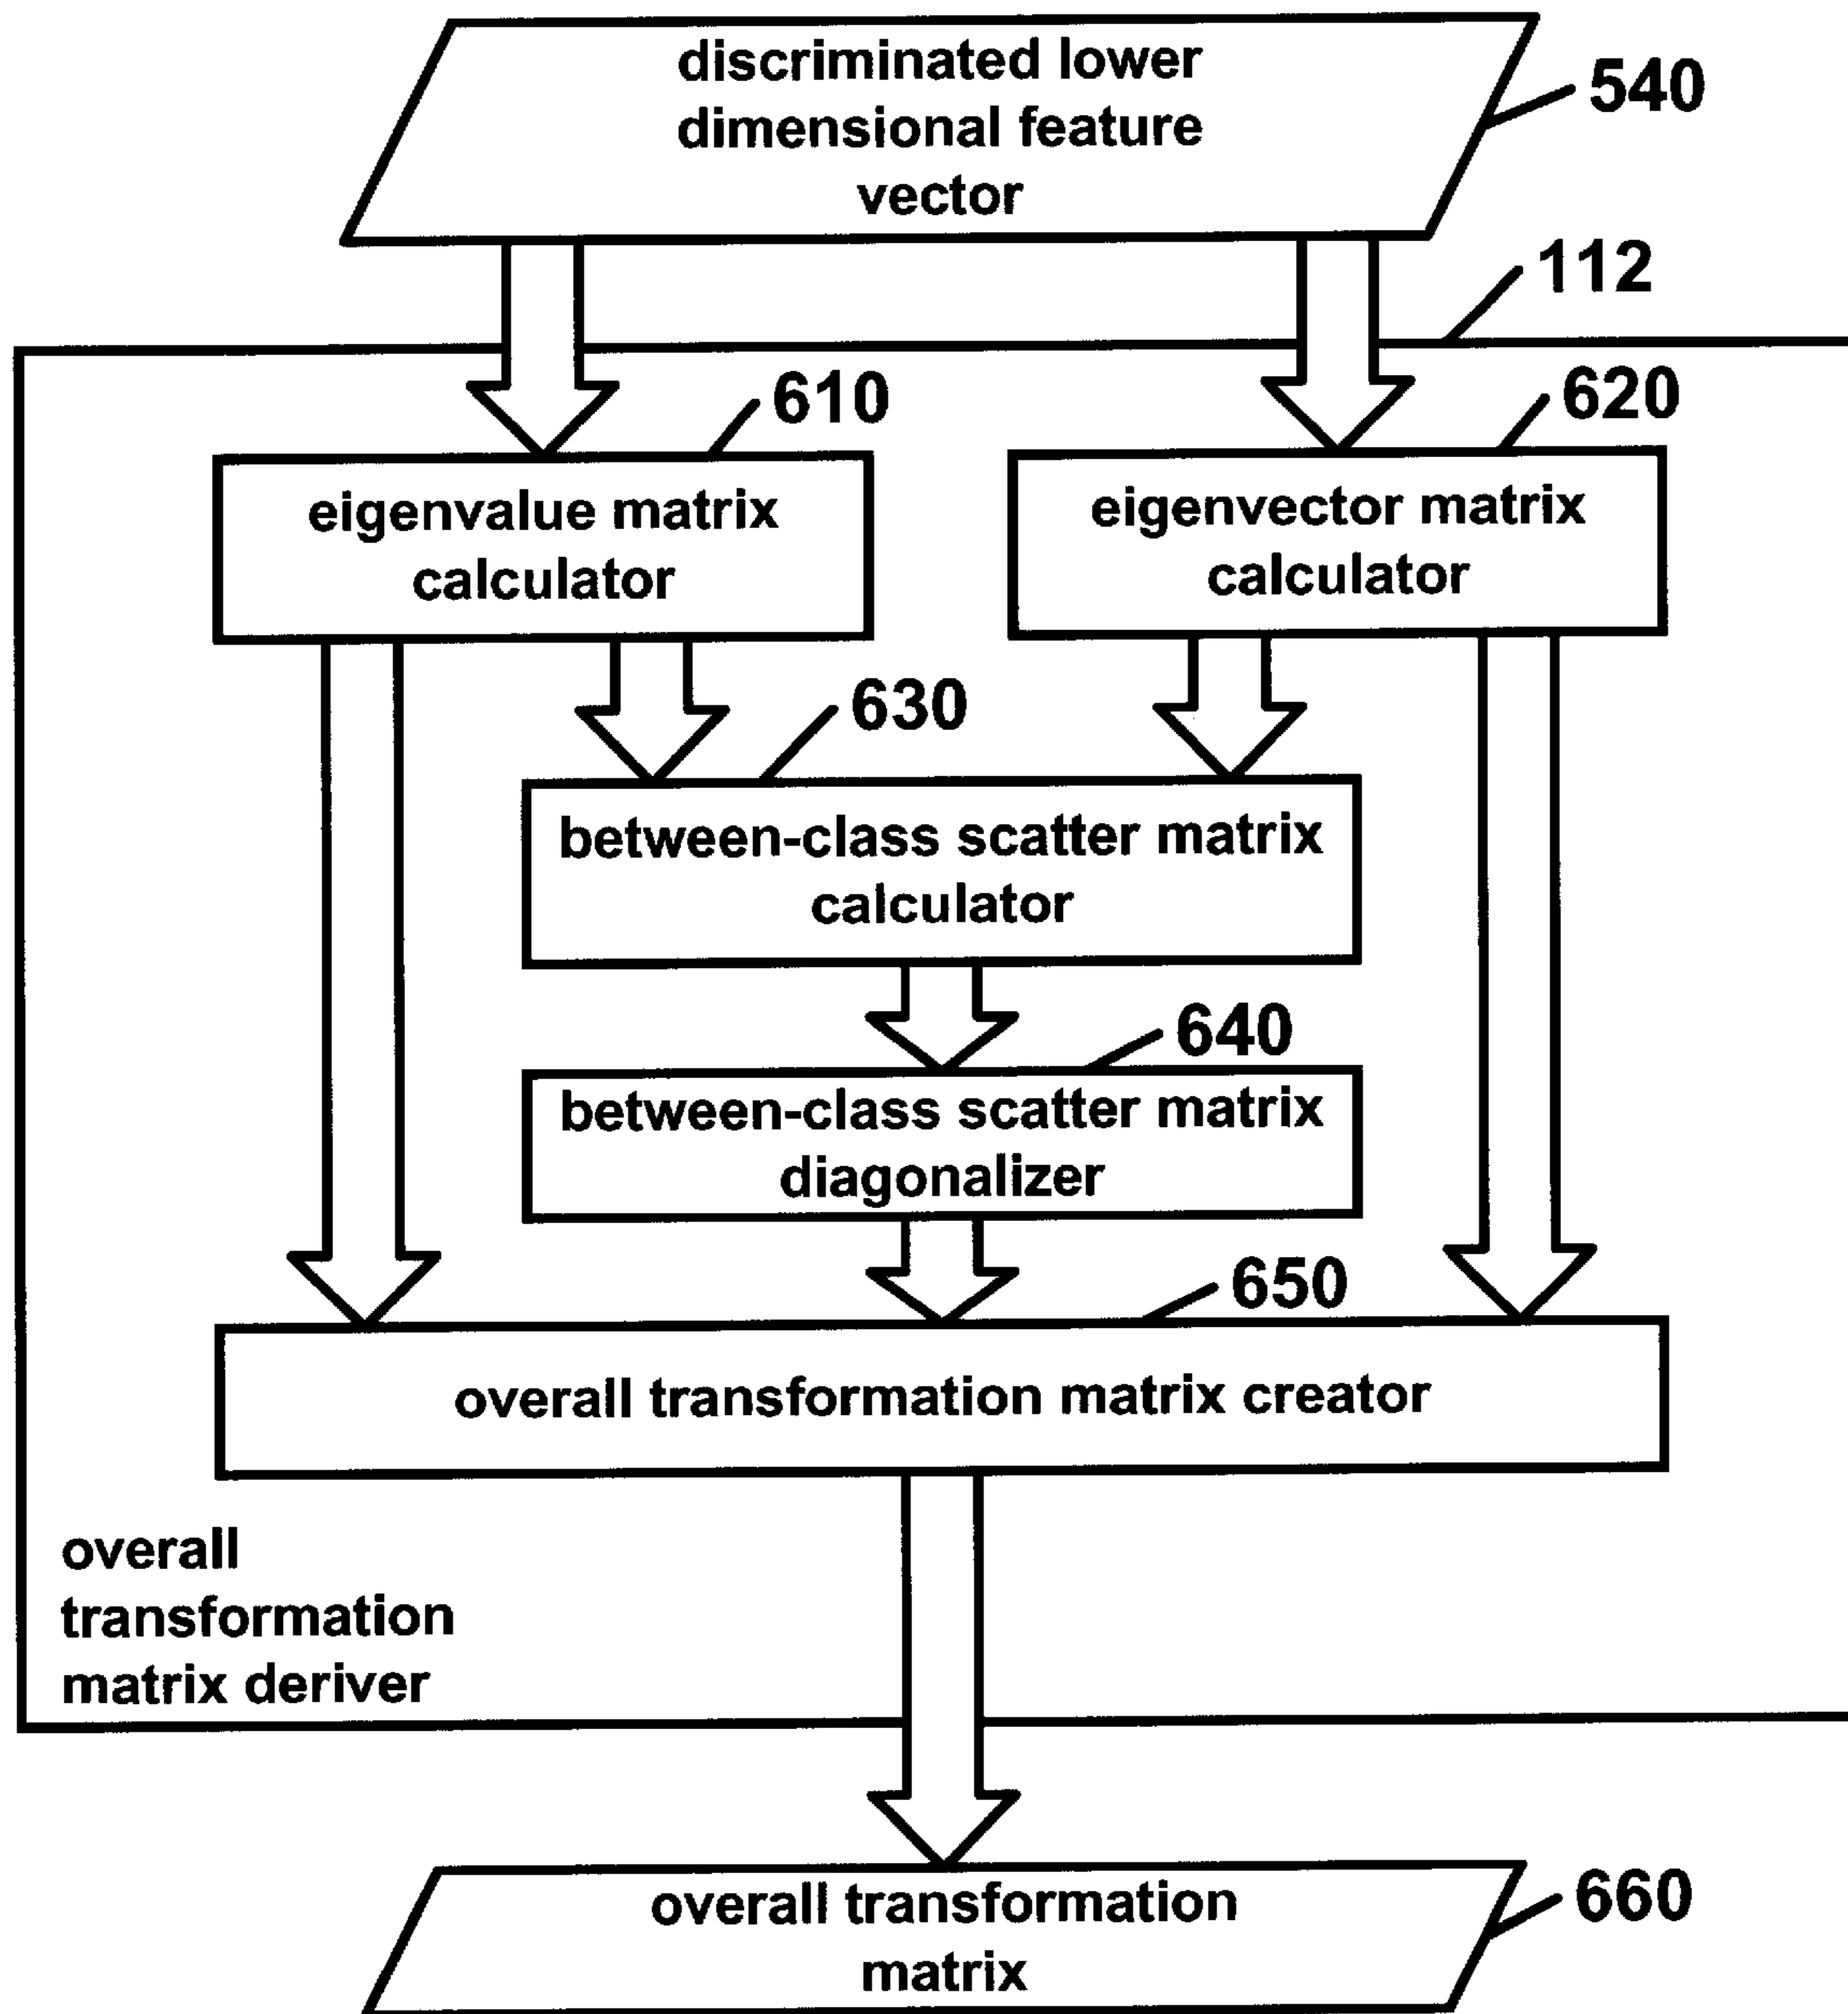 discriminated lower
dimensional feature
vector
540
112
610
620
eigenvalue matrix
calculator
eigenvector matrix
calculator
630
between-class scatter matrix
calculator
640
between-class scatter matrix
diagonalizer
650
overall transformation matrix creator
overall
transformation
matrix deriver
overall transformation
matrix
660